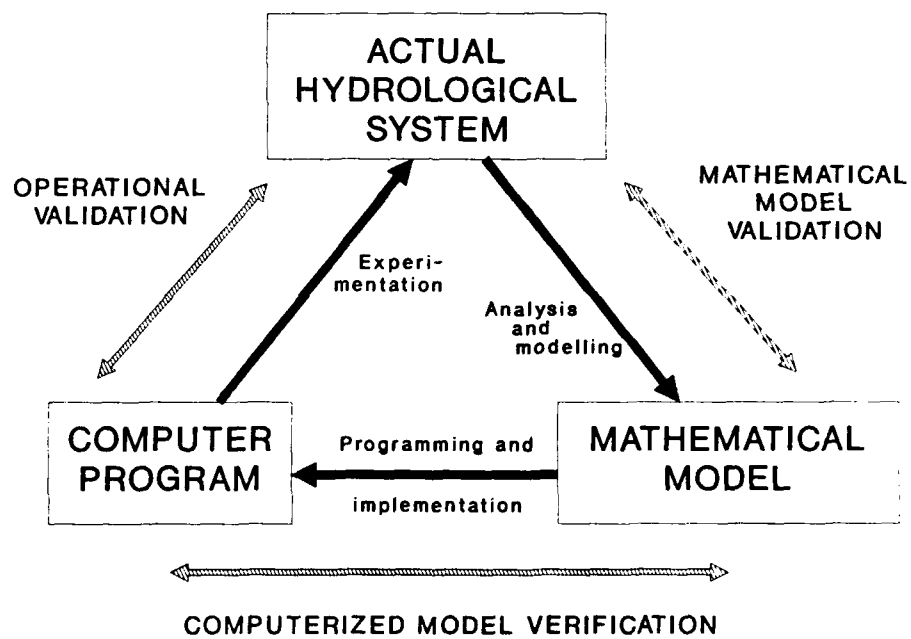 ACTUAL
HYDROLOGICAL
SYSTEM
OPERATIONAL
VALIDATION
MATHEMATICAL
MODEL
VALIDATION
Experi-
mentation
Analysis
and
modelling
COMPUTER
PROGRAM
Programming and
implementation
MATHEMATICAL
MODEL
COMPUTERIZED MODEL VERIFICATION